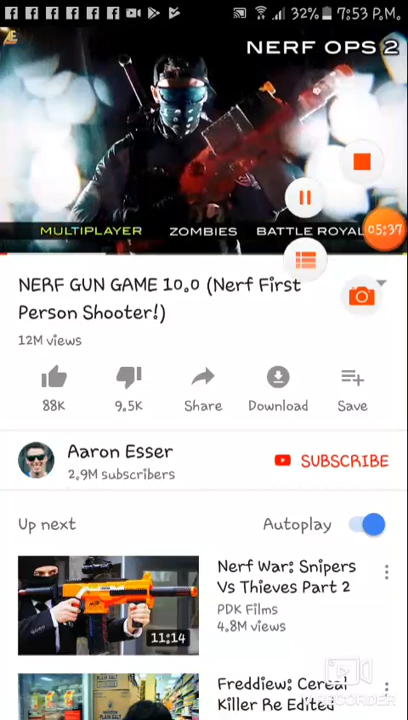 32% 7:53 P.M.
NERF OPS 2
MULTIPLAYER ZOMBIES BATTLE ROYAL
05:37
NERF GUN GAME 10.0 (Nerf First
Person Shooter!)
12M views
88K 9.5K Share Download Save
Aaron Esser
2.9M subscribers
SUBSCRIBE
Up next Autoplay
Nerf War: Snipers
Vs Thieves Part 2
PDK Films
4.8M views
11:14
Freddiew: Cereal
Killer Re Edited
RECORDER